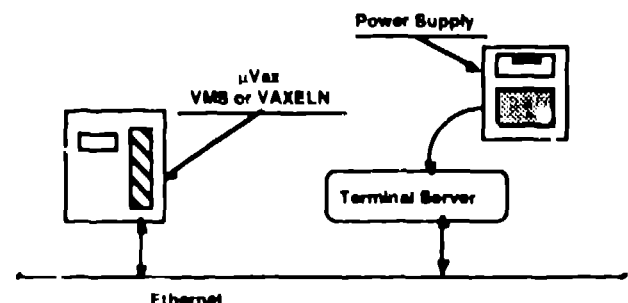 Power Supply
μVax
VMS or VAXELN
Terminal Server
Ethernet